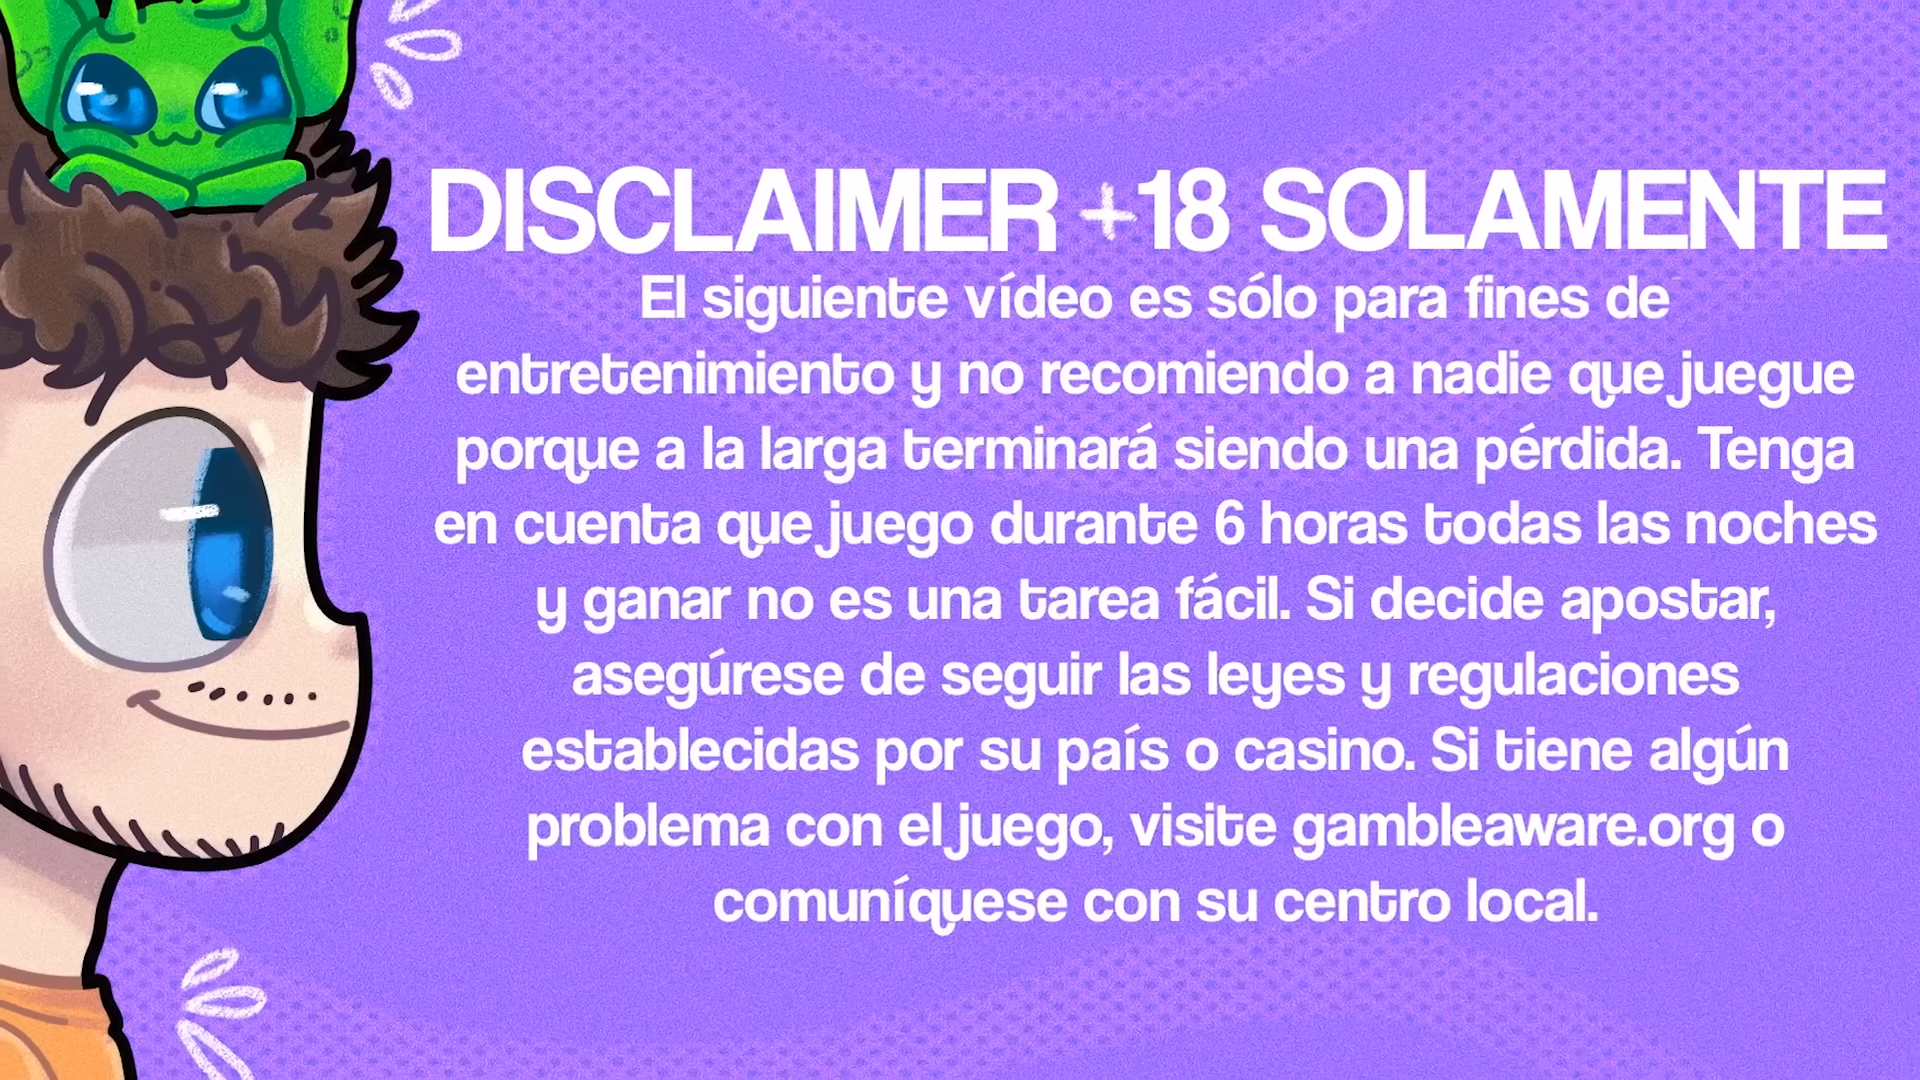 DISCLAIMER +18 SOLAMENTE
El siguiente vídeo es sólo para fines de
entretenimiento y no recomiendo a nadie que juegue
porque a la larga terminará siendo una pérdida. Tenga
en cuenta que juego durante 6 horas todas las noches
y ganar no es una tarea fácil. Si decide apostar,
asegúrese de seguir las leyes y regulaciones
establecidas por su país o casino. Si tiene algún
problema con el juego, visite gambleaware.org o
comuníquese con su centro local.